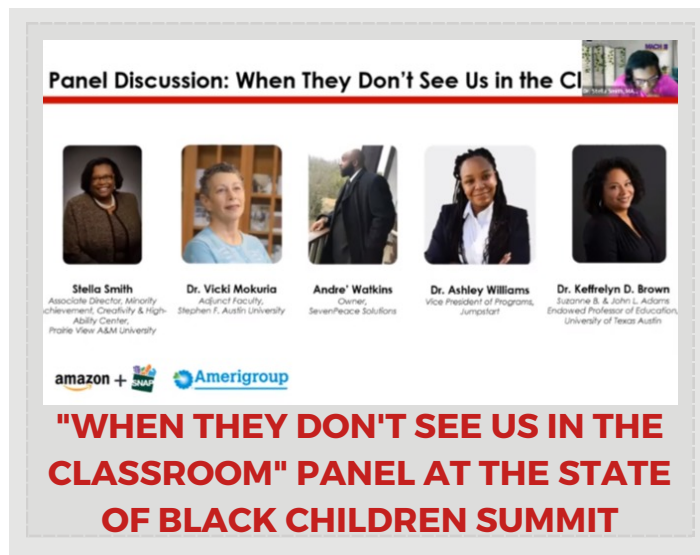 Panel Discussion: When They Don't See Us in the Cl
Stella Smith
Associate Director, Minority
chievement, Creativity & High-
Ability Center,
Prairie View A&M University
Dr. Vicki Mokuria
Adjunct Faculty,
Stephen F. Austin University
Andre' Watkins
Owner,
SevenPeace Solutions
Dr. Ashley Williams
Vice President of Programs,
Jumpstart
Dr. Keffrelyn D. Brown
Suzanne B. & John L. Adams
Endowed Professor of Education,
University of Texas Austin
amazon + SNAP Amerigroup
"WHEN THEY DON'T SEE US IN THE
CLASSROOM" PANEL AT THE STATE
OF BLACK CHILDREN SUMMIT